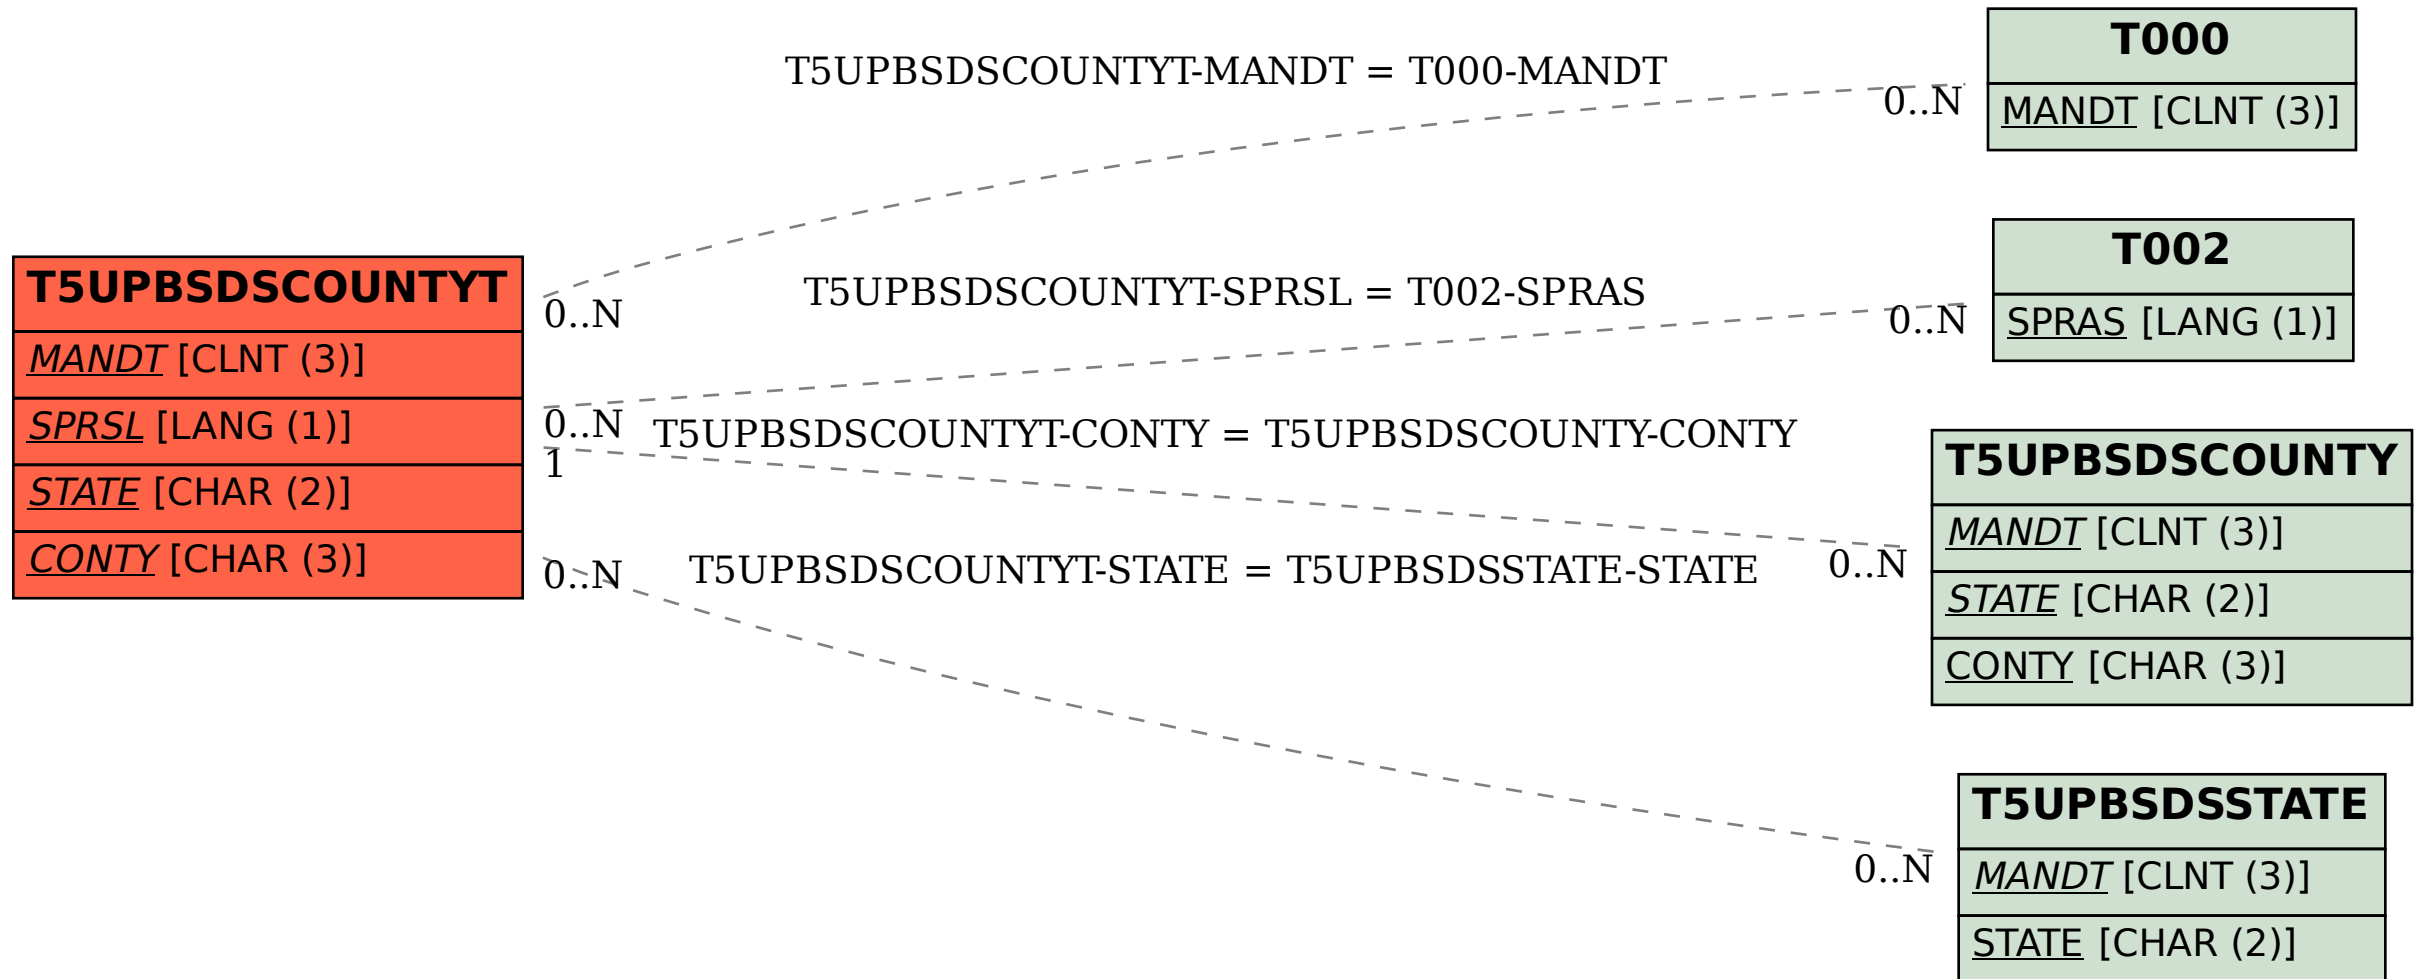 T5UPBSDSCOUNTYT
MANDT [CLNT (3)]
SPRSL [LANG (1)]
STATE [CHAR (2)]
CONTY [CHAR (3)]
T5UPBSDSCOUNTYT-MANDT = T000-MANDT
0..N
0..N
T5UPBSDSCOUNTYT-SPRSL = T002-SPRAS
0..N
0..N
T5UPBSDSCOUNTYT-CONTY = T5UPBSDSCOUNTY-CONTY
1
0..N
T5UPBSDSCOUNTYT-STATE = T5UPBSDSSTATE-STATE
0..N
0..N
T000
MANDT [CLNT (3)]
T002
SPRAS [LANG (1)]
T5UPBSDSCOUNTY
MANDT [CLNT (3)]
STATE [CHAR (2)]
CONTY [CHAR (3)]
T5UPBSDSSTATE
MANDT [CLNT (3)]
STATE [CHAR (2)]